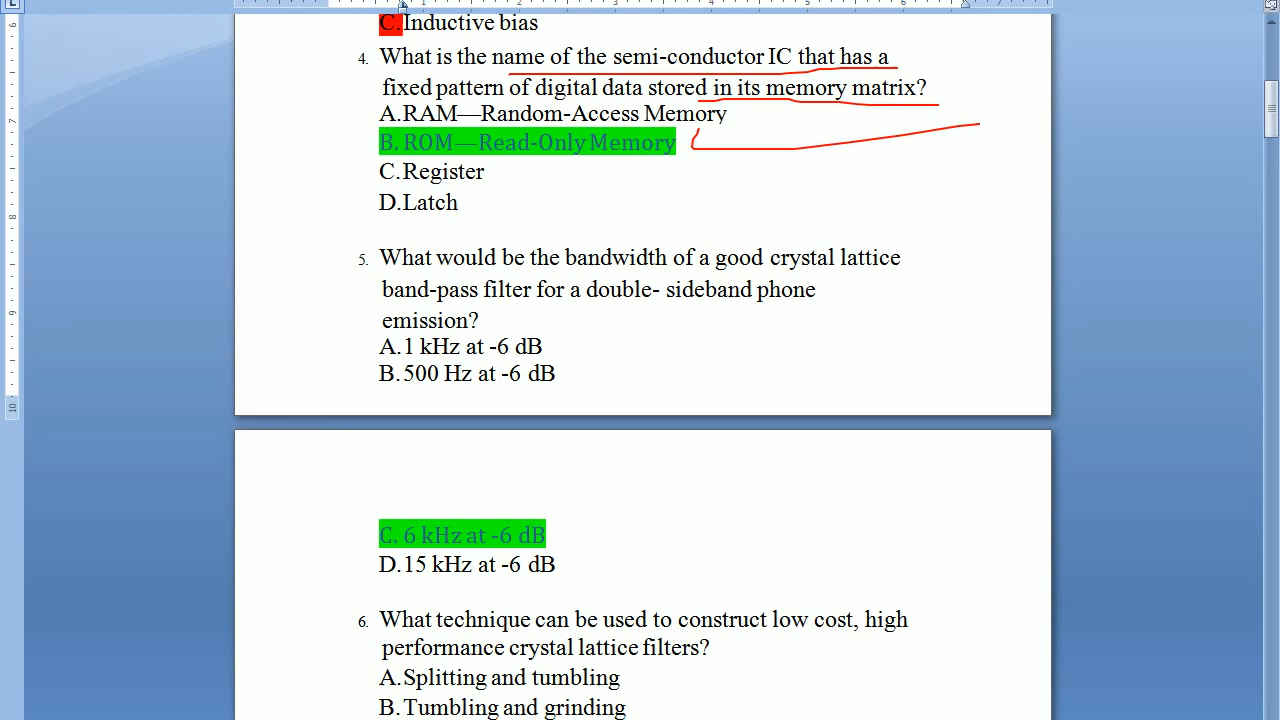 C.Inductive bias
4. What is the name of the semi-conductor IC that has a
fixed pattern of digital data stored in its memory matrix?
A.RAM—Random-Access Memory
B. ROM—Read-Only Memory
C.Register
D.Latch
5. What would be the bandwidth of a good crystal lattice
band-pass filter for a double- sideband phone
emission?
A.1 kHz at -6 dB
B.500 Hz at -6 dB
C. 6 kHz at -6 dB
D.15 kHz at -6 dB
6. What technique can be used to construct low cost, high
performance crystal lattice filters?
A.Splitting and tumbling
B.Tumbling and grinding